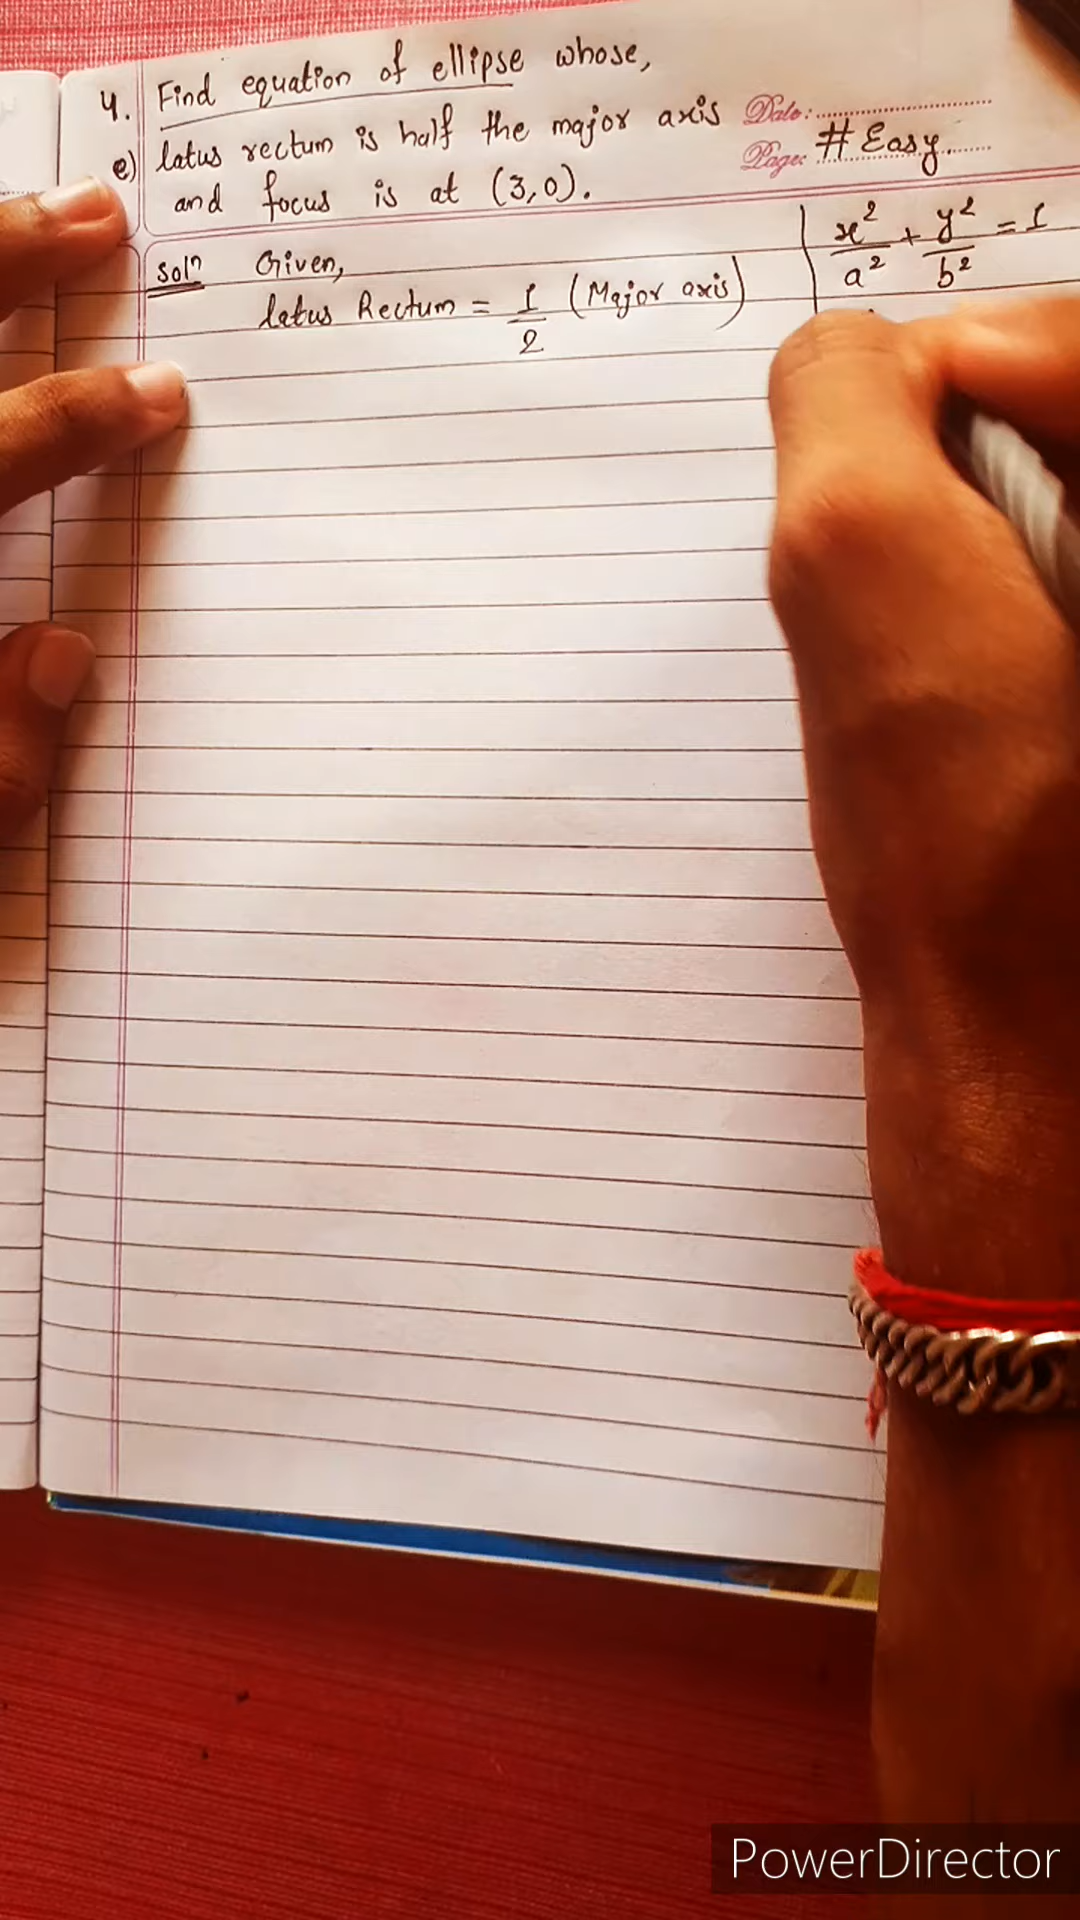 4. Find equation of ellipse whose,
e) latus rectum is half the major axis
and focus is at (3,0).
Date:
Page: # Easy
Solⁿ Given,
latus Rectum = 1/2 (Major axis)
x²/a² + y²/b² = 1
PowerDirector